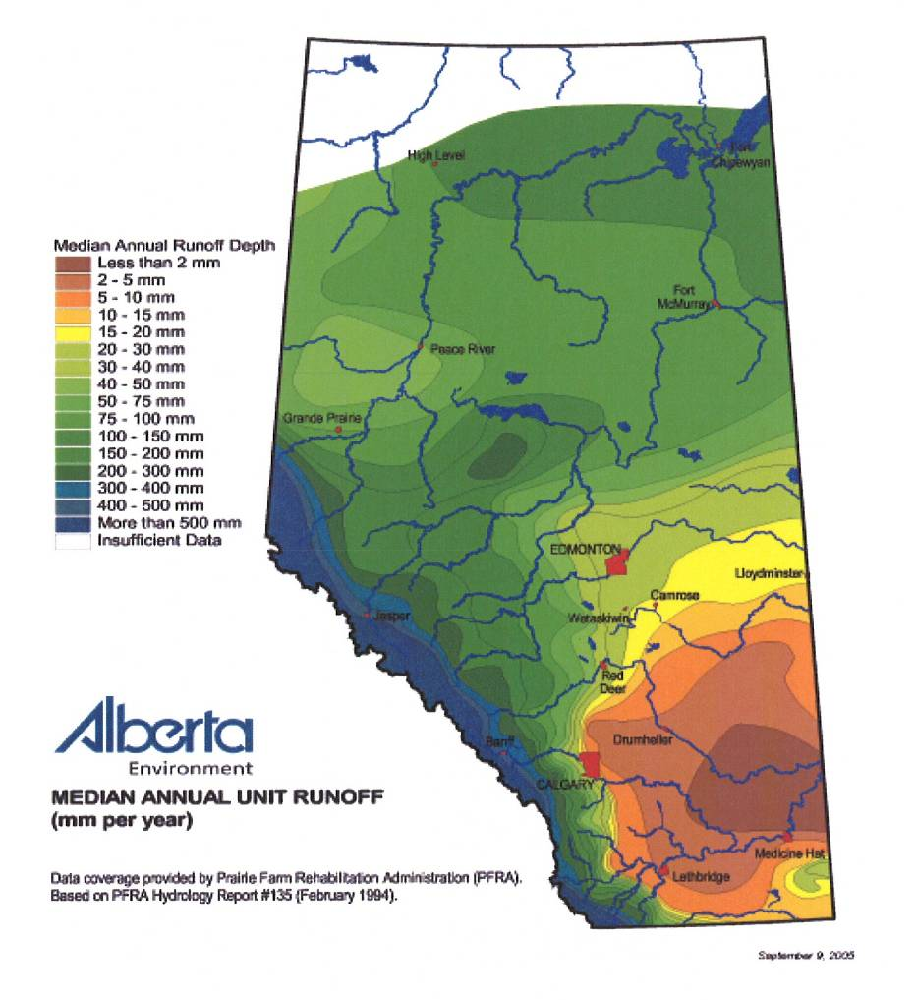 High Level
Fort
Chipewyan
Median Annual Runoff Depth
Less than 2 mm
2 - 5 mm
5 - 10 mm
10 - 15 mm
15 - 20 mm
20 - 30 mm
30 - 40 mm
40 - 50 mm
50 - 75 mm
75 - 100 mm
100 - 150 mm
150 - 200 mm
200 - 300 mm
300 - 400 mm
400 - 500 mm
More than 500 mm
Insufficient Data
Fort
McMurray
Peace River
Grande Prairie
EDMONTON
Lloydminster
Camrose
Wetaskiwin
Jasper
Red
Deer
Drumheller
Banff
CALGARY
Medicine Hat
Lethbridge
Alberta
Environment
MEDIAN ANNUAL UNIT RUNOFF
(mm per year)
Data coverage provided by Prairie Farm Rehabilitation Administration (PFRA).
Based on PFRA Hydrology Report #135 (February 1994).
September 9, 2005